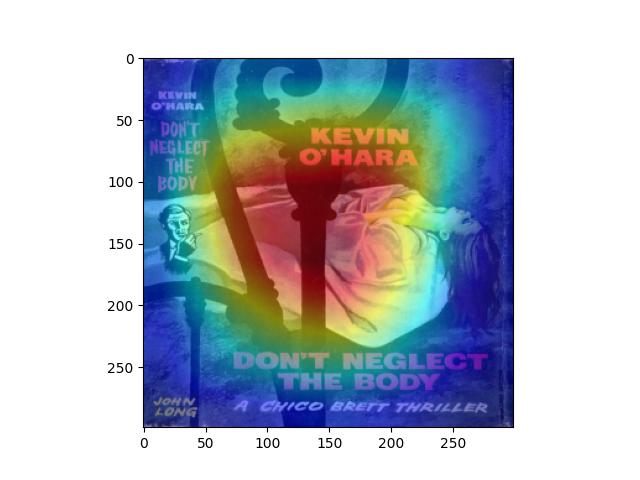 KEVIN
O'HARA
DON'T
NEGLECT
THE
BODY
JOHN
LONG
KEVIN
O'HARA
DON'T NEGLECT
THE BODY
A CHICO BRETT THRILLER
0
50
100
150
200
250
0
50
100
150
200
250